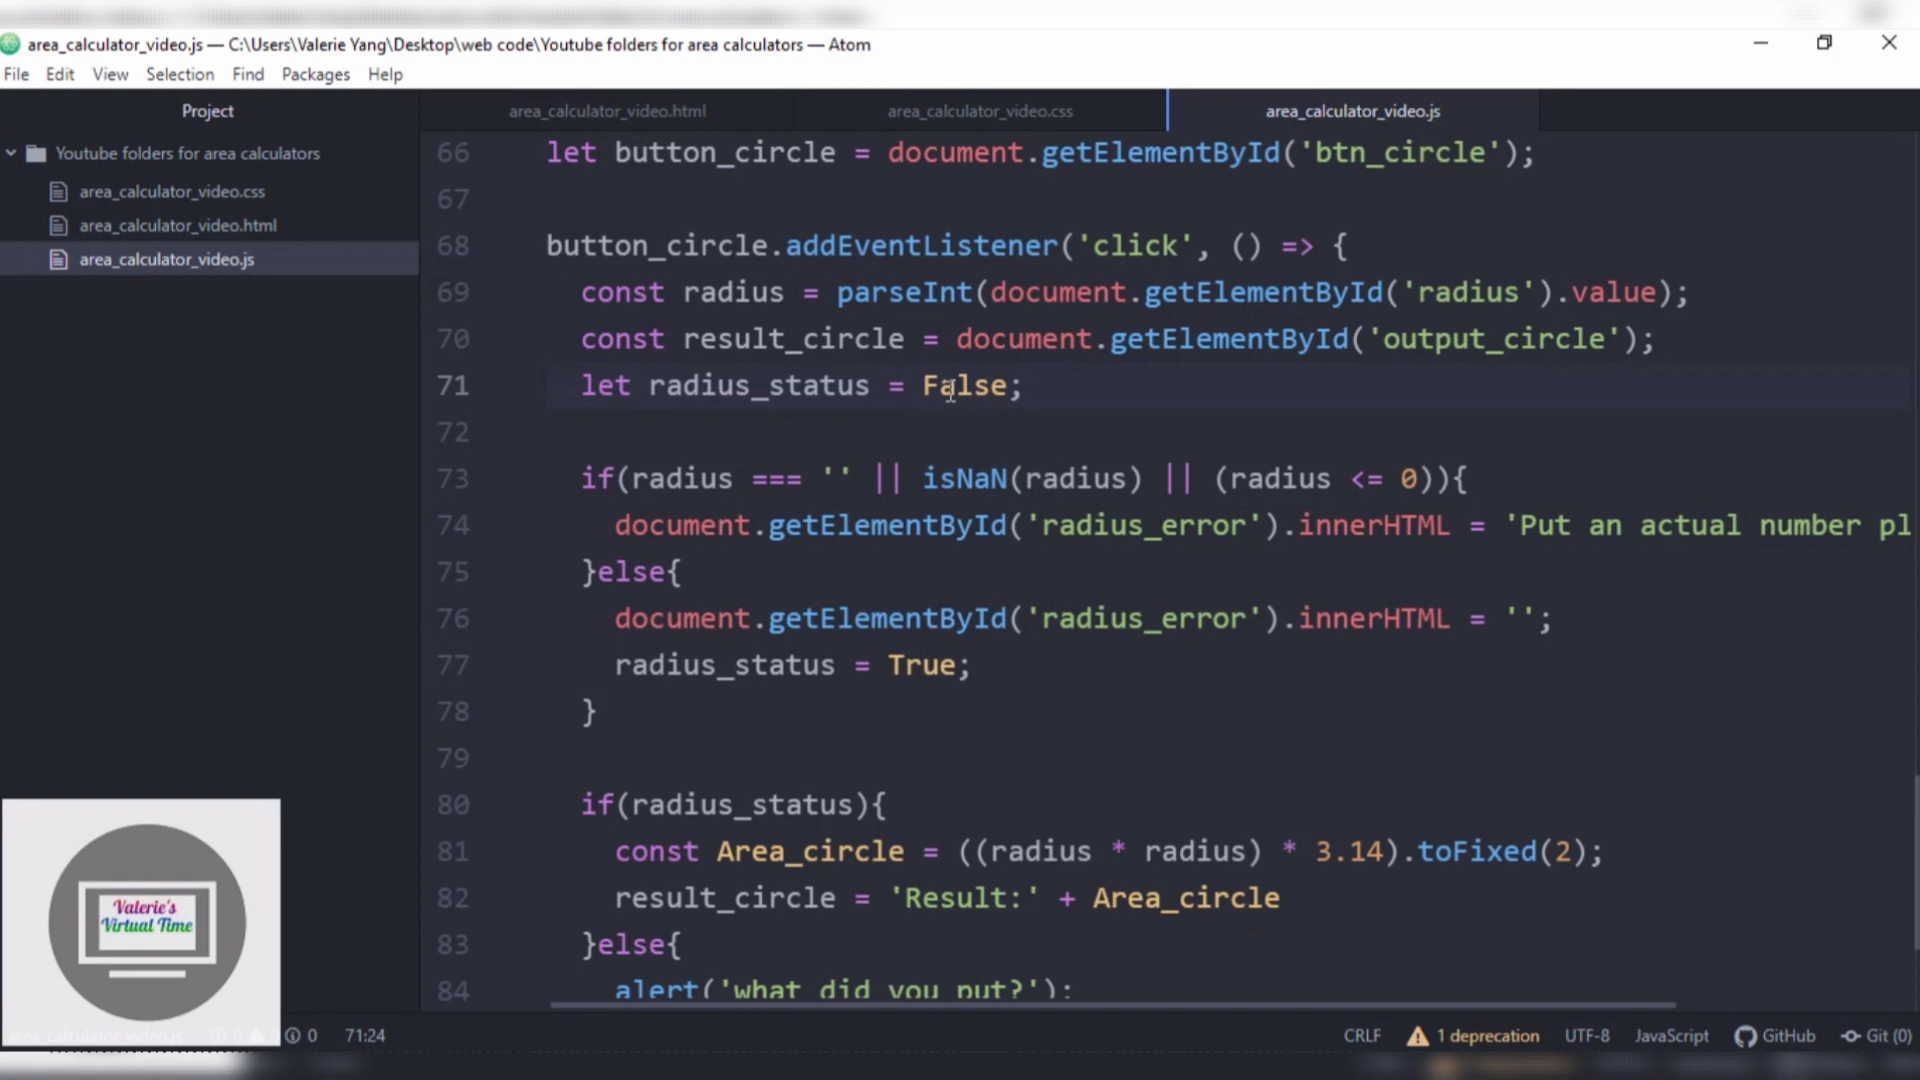 area_calculator_video.js — C:\Users\Valerie Yang\Desktop\web code\Youtube folders for area calculators — Atom
File Edit View Selection Find Packages Help
Project
Youtube folders for area calculators
area_calculator_video.css
area_calculator_video.html
area_calculator_video.js
area_calculator_video.html area_calculator_video.css area_calculator_video.js
66 let button_circle = document.getElementById('btn_circle');
67
68 button_circle.addEventListener('click', () => {
69 const radius = parseInt(document.getElementById('radius').value);
70 const result_circle = document.getElementById('output_circle');
71 let radius_status = False;
72
73 if(radius === '' || isNaN(radius) || (radius <= 0)){
74 document.getElementById('radius_error').innerHTML = 'Put an actual number pl
75 }else{
76 document.getElementById('radius_error').innerHTML = '';
77 radius_status = True;
78 }
79
80 if(radius_status){
81 const Area_circle = ((radius * radius) * 3.14).toFixed(2);
82 result_circle = 'Result:' + Area_circle
83 }else{
84 alert('what did you put?');
Valerie's
Virtual Time
area_calculator_video.js 0 0 0 71:24 CRLF 1 deprecation UTF-8 JavaScript GitHub Git (0)